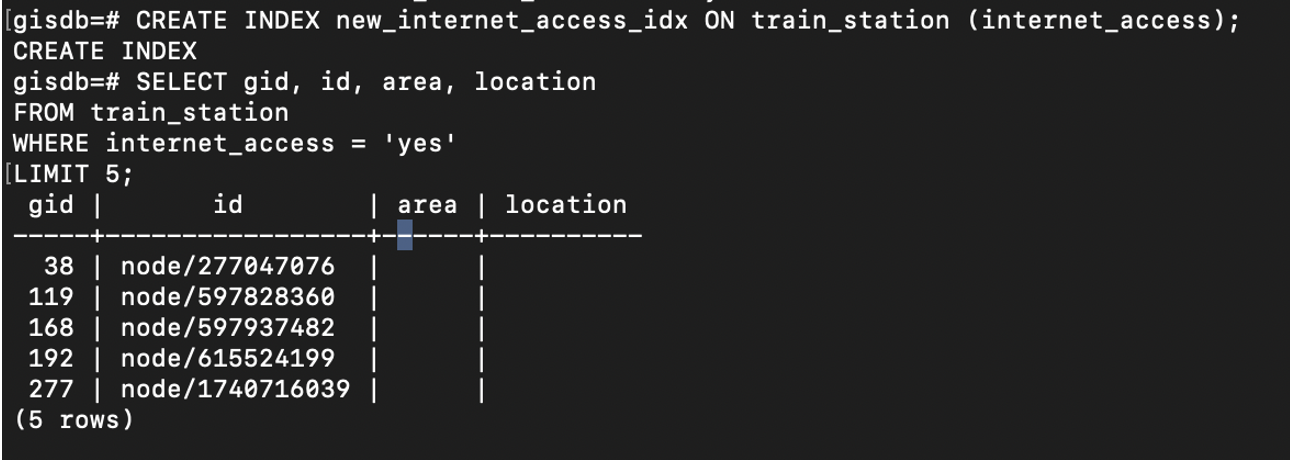 [gisdb=# CREATE INDEX new_internet_access_idx ON train_station (internet_access);
CREATE INDEX
gisdb=# SELECT gid, id, area, location
FROM train_station
WHERE internet_access = 'yes'
[LIMIT 5;
 gid |       id        | area | location
-----+-----------------+------+----------
  38 | node/277047076  |      |
 119 | node/597828360  |      |
 168 | node/597937482  |      |
 192 | node/615524199  |      |
 277 | node/1740716039 |      |
(5 rows)